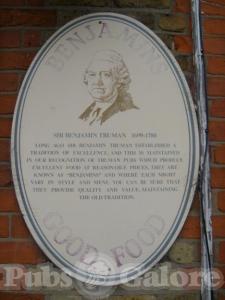 BENJAMIN'S
SIR BENJAMIN TRUMAN 1699-1780
LONG AGO SIR BENJAMIN TRUMAN ESTABLISHED A
TRADITION OF EXCELLENCE, AND THIS IS MAINTAINED
IN OUR RECOGNITION OF TRUMAN PUBS WHICH PRODUCE
EXCELLENT FOOD AT REASONABLE PRICES. THEY ARE
KNOWN AS "BENJAMINS" AND WHERE EACH MIGHT
VARY IN STYLE AND MENU, YOU CAN BE SURE THAT
THEY PROVIDE QUALITY AND VALUE, MAINTAINING
THE OLD TRADITION.
GOOD FOOD
Pubs Galore